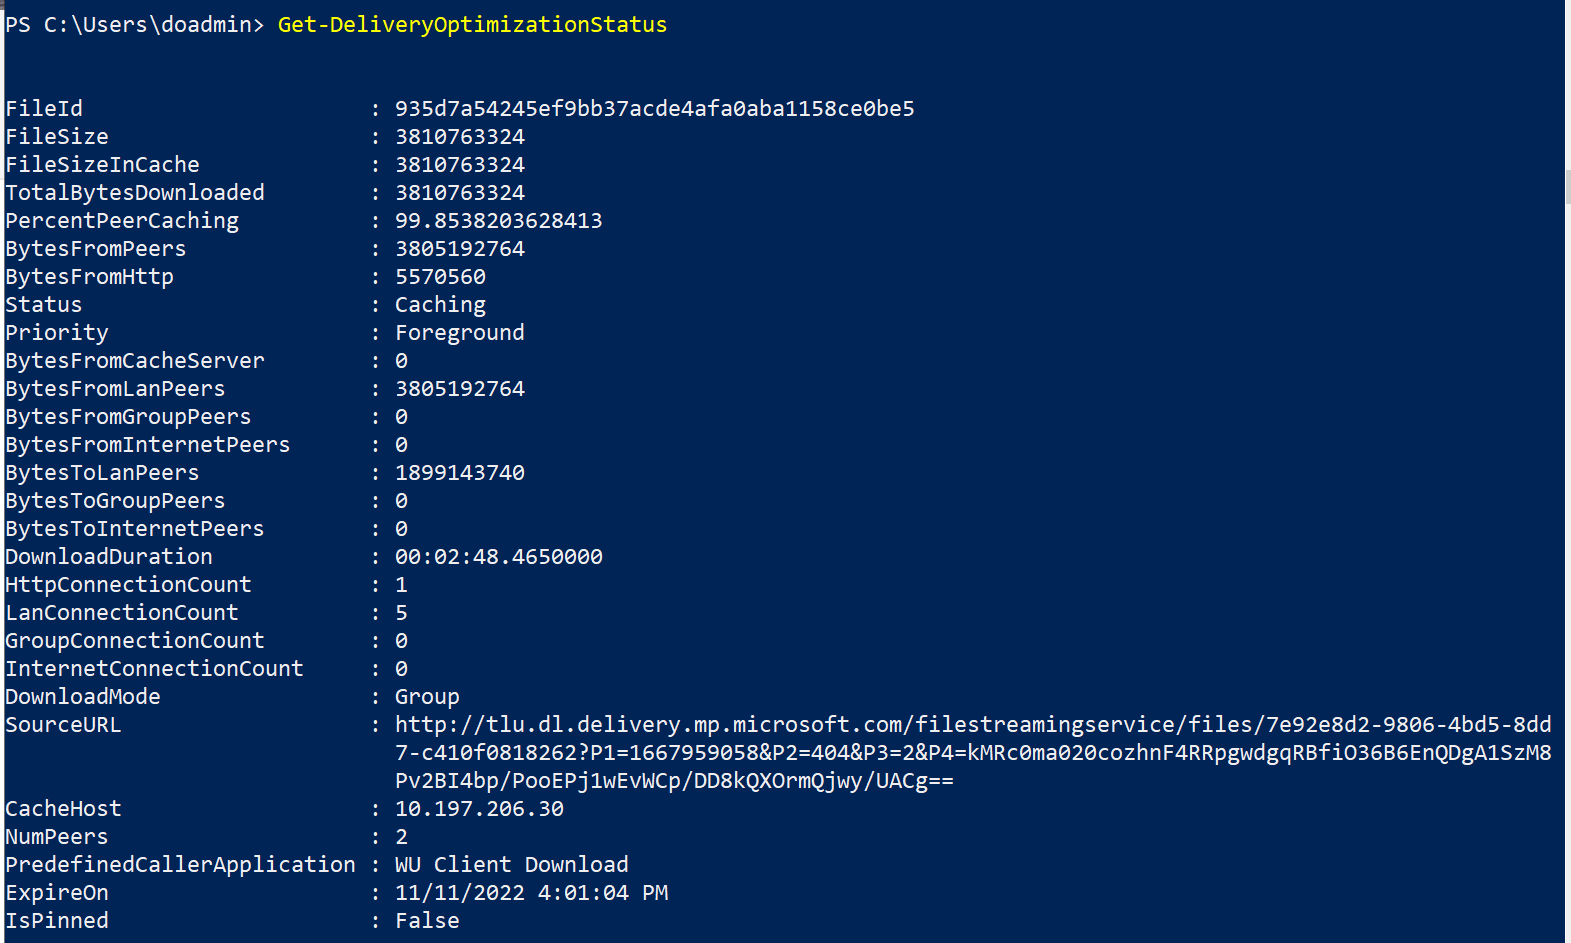 PS C:\Users\doadmin> Get-DeliveryOptimizationStatus
FileId : 935d7a54245ef9bb37acde4afa0aba1158ce0be5
FileSize : 3810763324
FileSizeInCache : 3810763324
TotalBytesDownloaded : 3810763324
PercentPeerCaching : 99.8538203628413
BytesFromPeers : 3805192764
BytesFromHttp : 5570560
Status : Caching
Priority : Foreground
BytesFromCacheServer : 0
BytesFromLanPeers : 3805192764
BytesFromGroupPeers : 0
BytesFromInternetPeers : 0
BytesToLanPeers : 1899143740
BytesToGroupPeers : 0
BytesToInternetPeers : 0
DownloadDuration : 00:02:48.4650000
HttpConnectionCount : 1
LanConnectionCount : 5
GroupConnectionCount : 0
InternetConnectionCount : 0
DownloadMode : Group
SourceURL : http://tlu.dl.delivery.mp.microsoft.com/filestreamingservice/files/7e92e8d2-9806-4bd5-8dd
7-c410f0818262?P1=1667959058&P2=404&P3=2&P4=kMRc0ma020cozhnF4RRpgwdgqRBfiO36B6EnQDgA1SzM8
Pv2BI4bp/PooEPj1wEvWCp/DD8kQXOrmQjwy/UACg==
CacheHost : 10.197.206.30
NumPeers : 2
PredefinedCallerApplication : WU Client Download
ExpireOn : 11/11/2022 4:01:04 PM
IsPinned : False